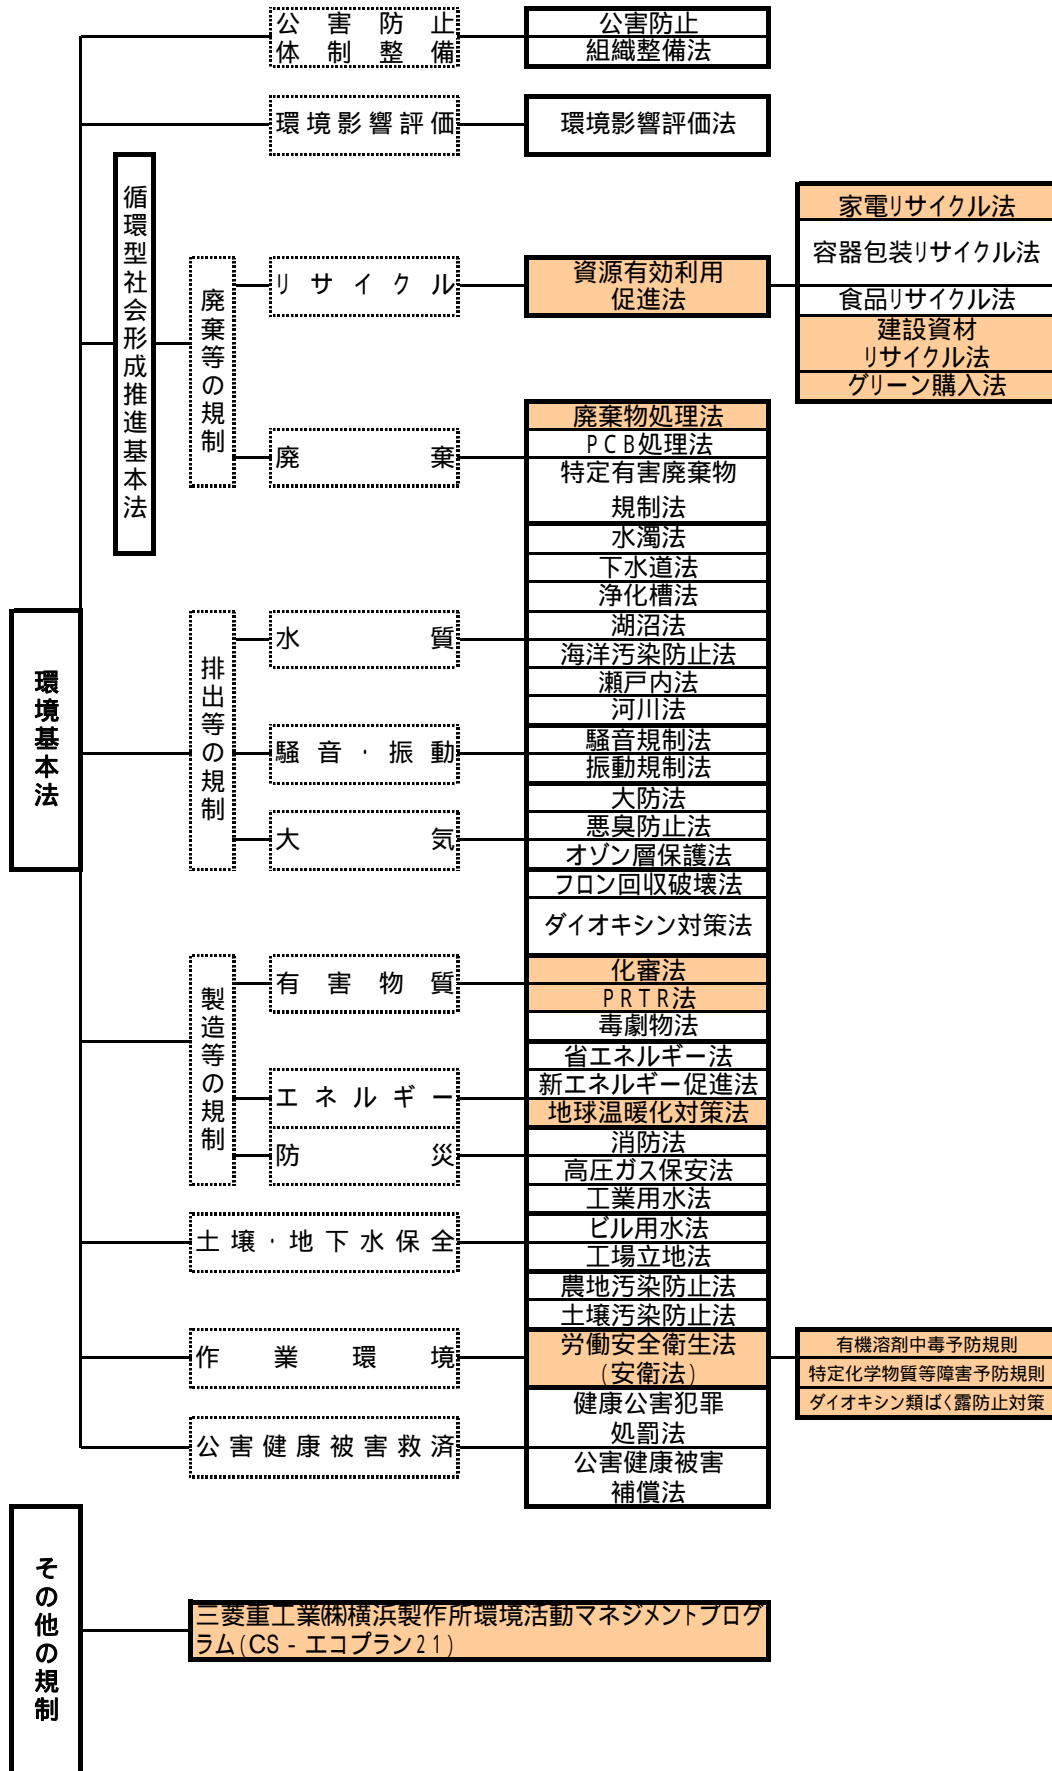 公害防止
体制整備
公害防止
組織整備法
環境影響評価
環境影響評価法
循環型社会形成推進基本法
廃棄等の規制
リサイクル
資源有効利用
促進法
家電リサイクル法
容器包装リサイクル法
食品リサイクル法
建設資材
リサイクル法
グリーン購入法
廃棄
廃棄物処理法
PCB処理法
特定有害廃棄物
規制法
環境基本法
排出等の規制
水質
水濁法
下水道法
浄化槽法
湖沼法
海洋汚染防止法
瀬戸内法
河川法
騒音・振動
騒音規制法
振動規制法
大気
大防法
悪臭防止法
オゾン層保護法
フロン回収破壊法
ダイオキシン対策法
製造等の規制
有害物質
化審法
PRTR法
毒劇物法
エネルギー
省エネルギー法
新エネルギー促進法
地球温暖化対策法
防災
消防法
高圧ガス保安法
工業用水法
土壌・地下水保全
ビル用水法
工場立地法
農地汚染防止法
土壌汚染防止法
作業環境
労働安全衛生法
(安衛法)
有機溶剤中毒予防規則
特定化学物質等障害予防規則
ダイオキシン類ばく露防止対策
公害健康被害救済
健康公害犯罪
処罰法
公害健康被害
補償法
その他の規制
三菱重工業㈱横浜製作所環境活動マネジメントプログ
ラム(CS - エコプラン21)